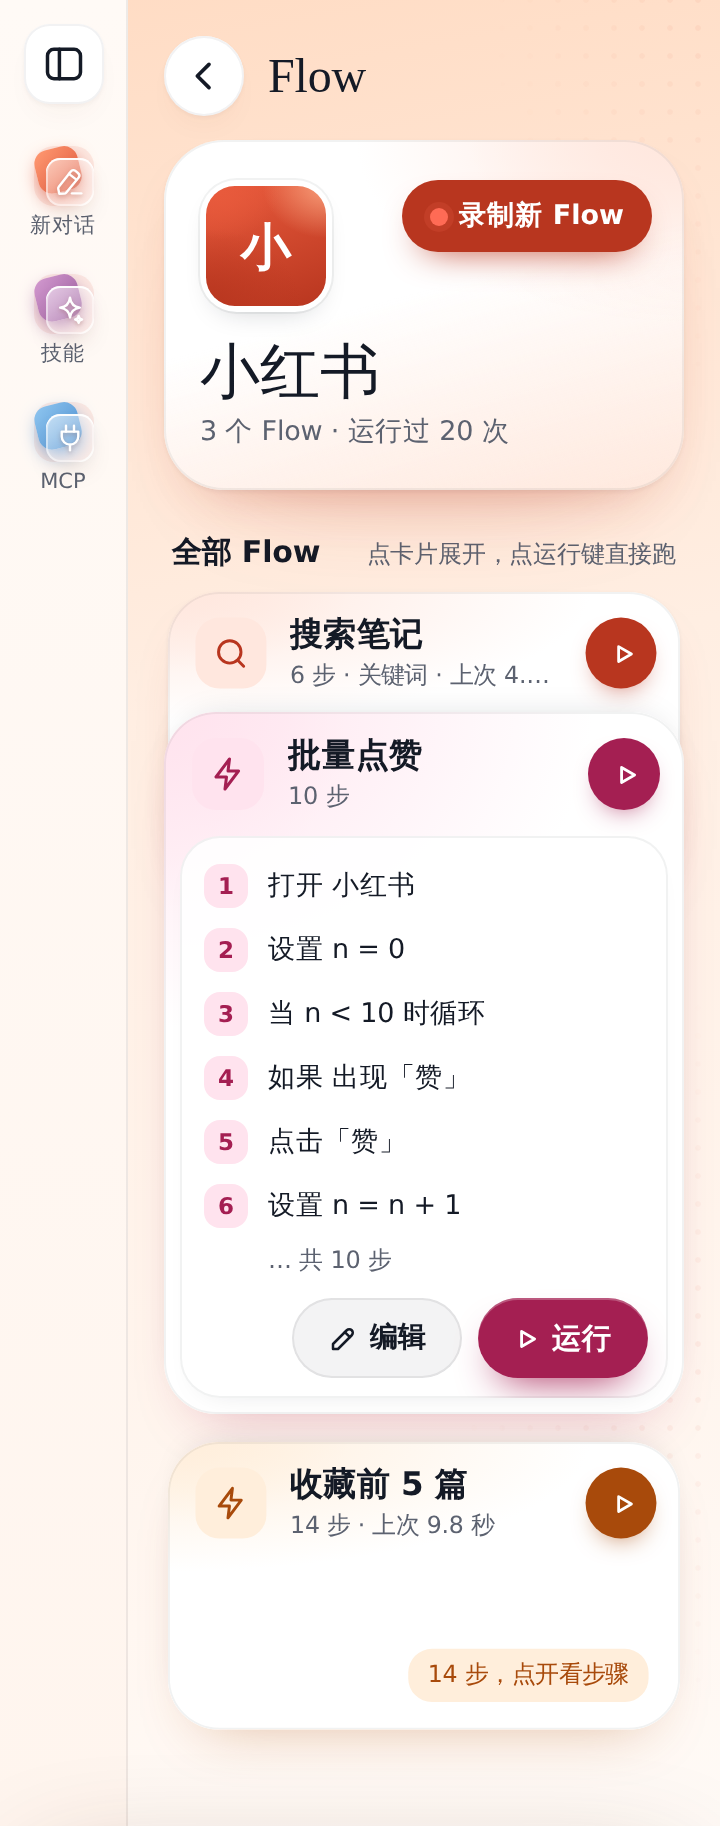 Flow
新对话
技能
MCP
小
录制新 Flow
小红书
3 个 Flow · 运行过 20 次
全部 Flow
点卡片展开，点运行键直接跑
搜索笔记
6 步 · 关键词 · 上次 4....
批量点赞
10 步
1 打开 小红书
2 设置 n = 0
3 当 n < 10 时循环
4 如果 出现「赞」
5 点击「赞」
6 设置 n = n + 1
... 共 10 步
编辑
运行
收藏前 5 篇
14 步 · 上次 9.8 秒
14 步，点开看步骤